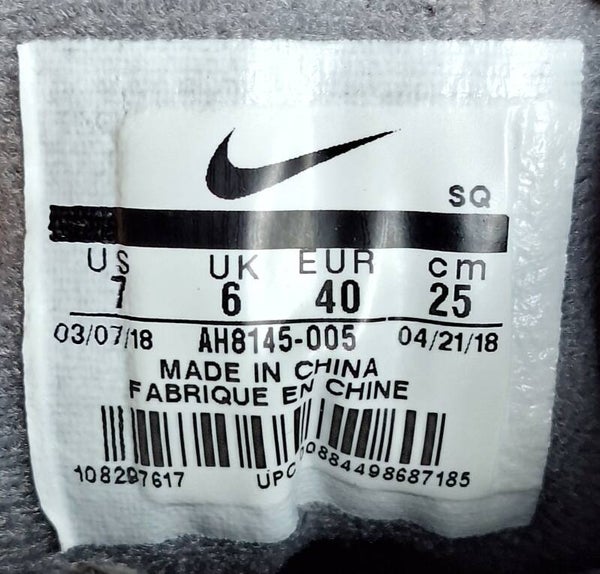 SQ
US UK EUR cm
7 6 40 25
03/07/18 AH8145-005 04/21/18
MADE IN CHINA
FABRIQUE EN CHINE
108297617 UPC 00884498687185